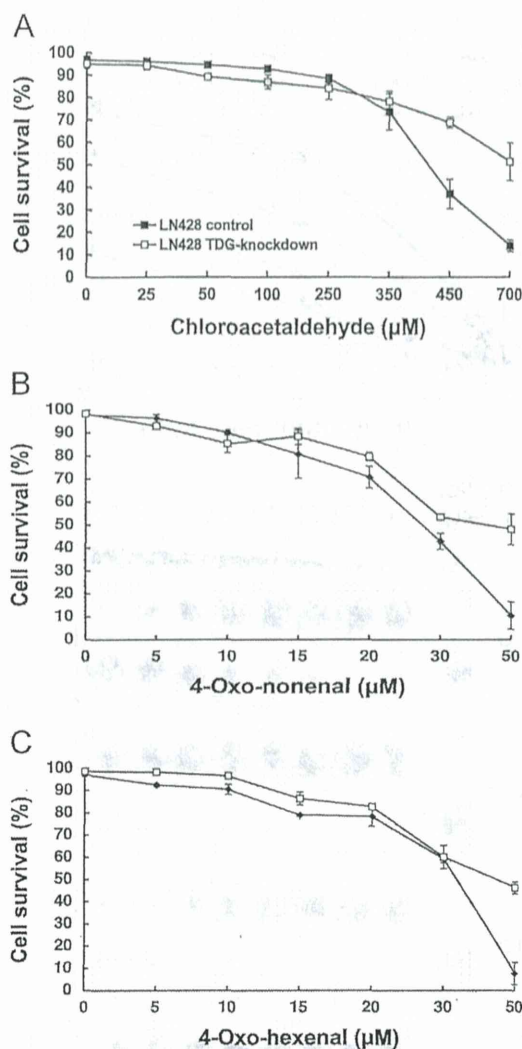 A
Cell survival (%)
100
90
80
70
60
50
40
30
20
10
0
LN428 control
LN428 TDG-knockdown
0 25 50 100 250 350 450 700
Chloroacetaldehyde (µM)
B
Cell survival (%)
100
90
80
70
60
50
40
30
20
10
0
0 5 10 15 20 30 50
4-Oxo-nonenal (µM)
C
Cell survival (%)
100
90
80
70
60
50
40
30
20
10
0
0 5 10 15 20 30 50
4-Oxo-hexenal (µM)